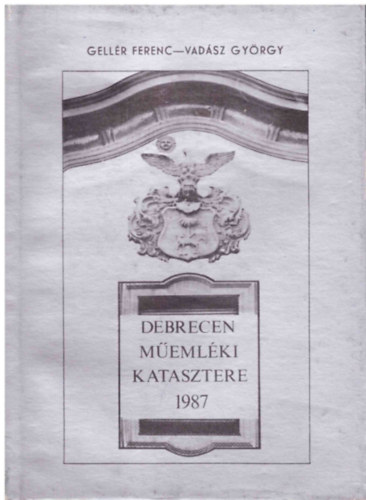 GELLÉR FERENC—VADÁSZ GYÖRGY
DEBRECEN
MŰEMLÉKI
KATASZTERE
1987